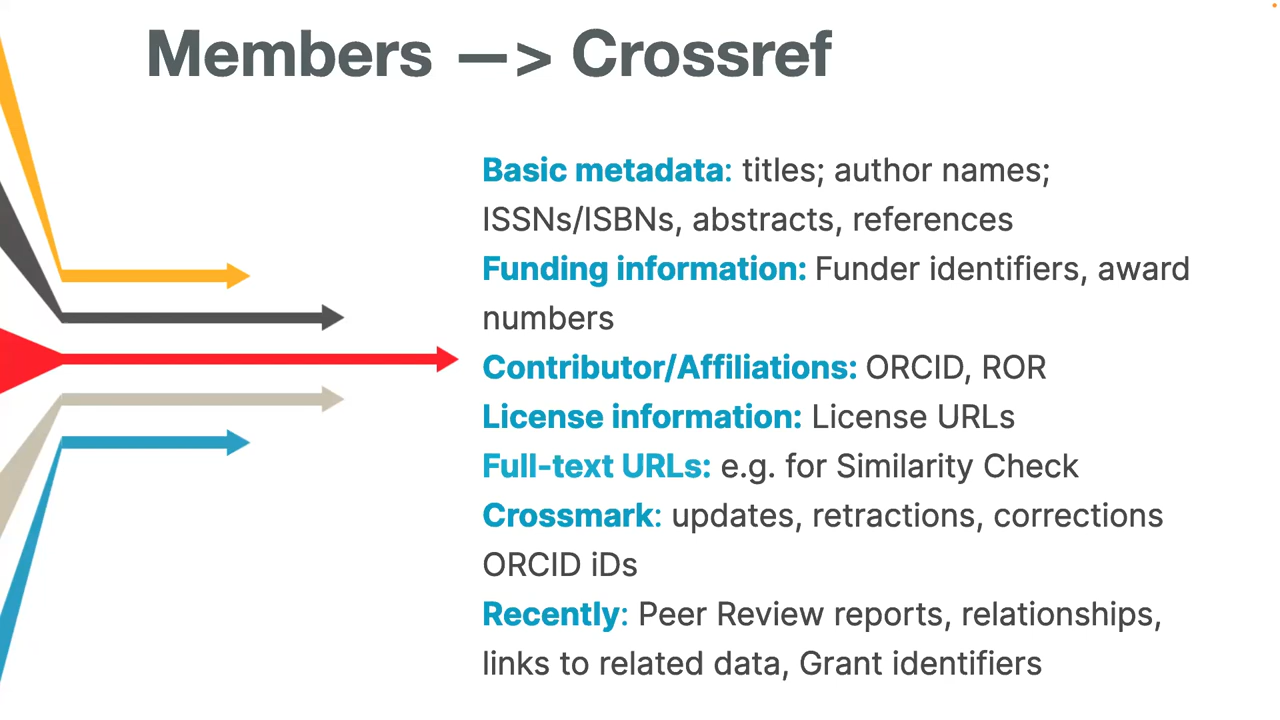 Members —> Crossref
Basic metadata: titles; author names;
ISSNs/ISBNs, abstracts, references
Funding information: Funder identifiers, award
numbers
Contributor/Affiliations: ORCID, ROR
License information: License URLs
Full-text URLs: e.g. for Similarity Check
Crossmark: updates, retractions, corrections
ORCID iDs
Recently: Peer Review reports, relationships,
links to related data, Grant identifiers